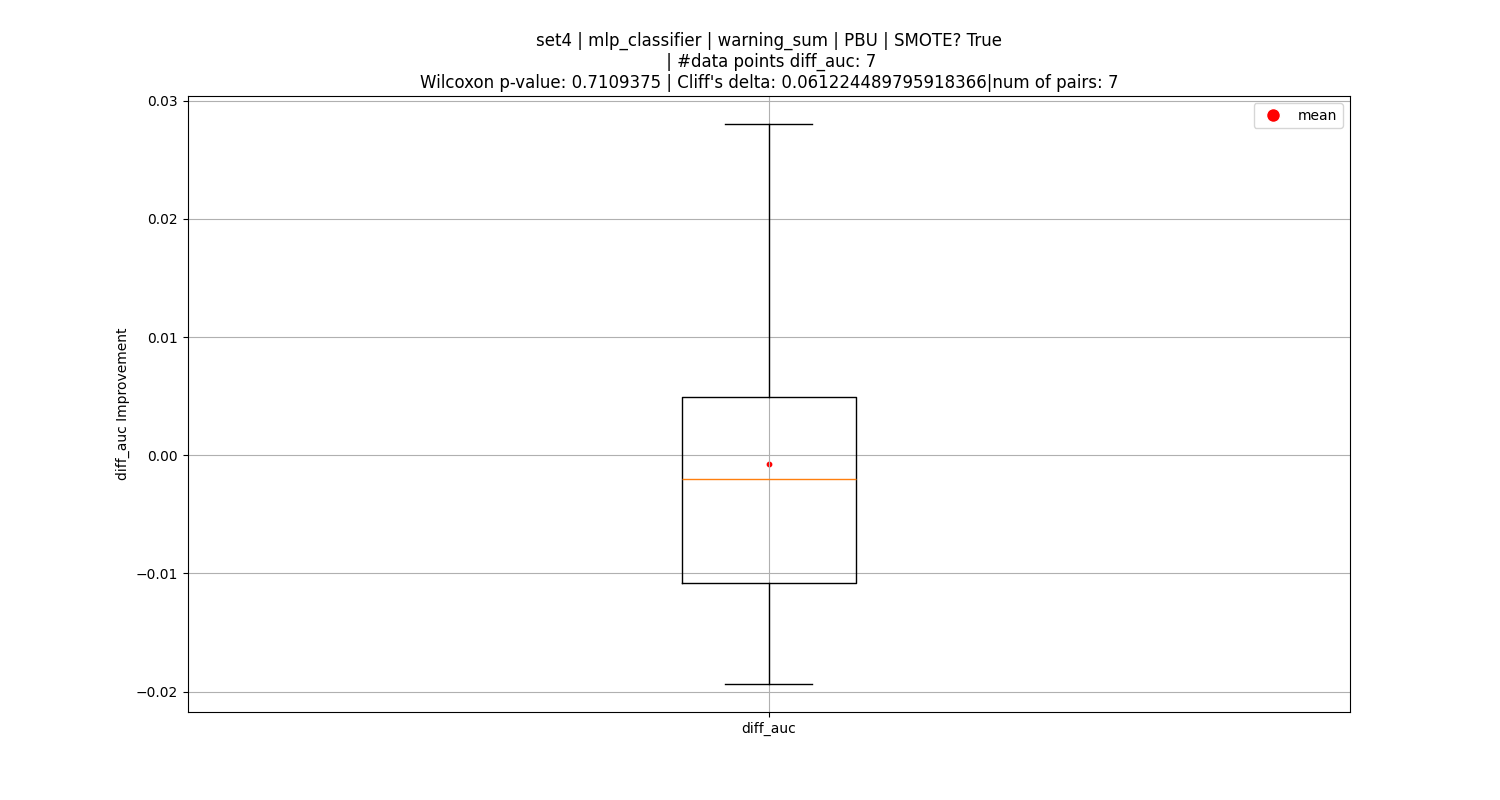 set4 | mlp_classifier | warning_sum | PBU | SMOTE? True
| #data points diff_auc: 7
Wilcoxon p-value: 0.7109375 | Cliff's delta: 0.061224489795918366|num of pairs: 7
mean
0.03
0.02
0.01
0.00
−0.01
−0.02
diff_auc Improvement
diff_auc